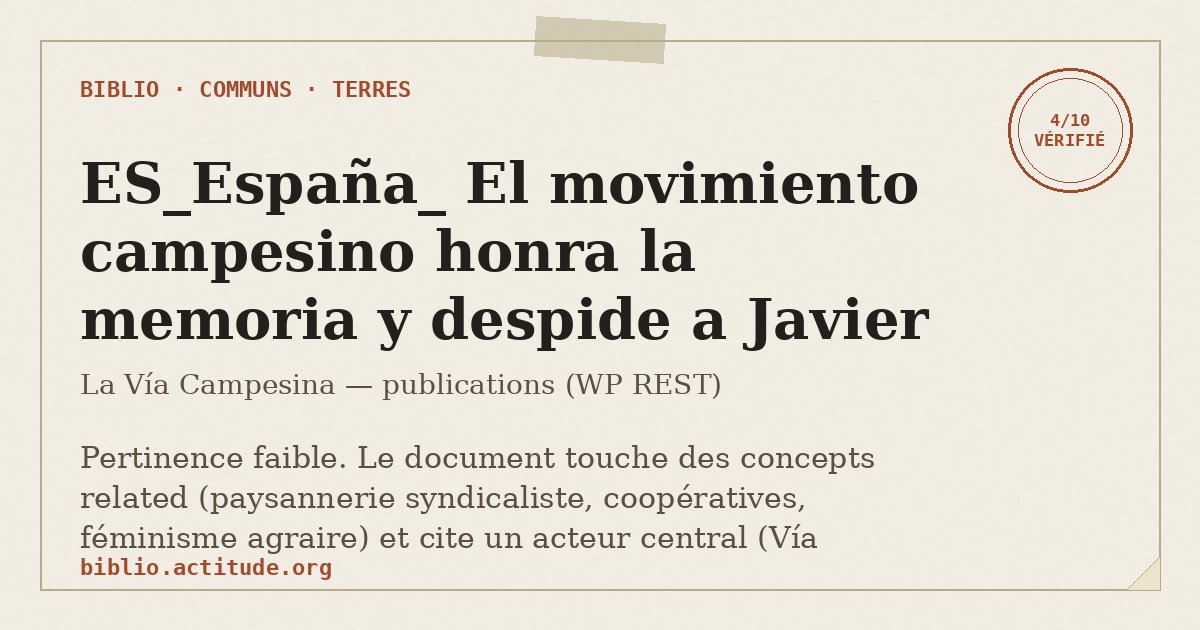 BIBLIO · COMMUNS · TERRES
4/10
VÉRIFIÉ
ES_España_ El movimiento
campesino honra la
memoria y despide a Javier
La Vía Campesina — publications (WP REST)
Pertinence faible. Le document touche des concepts
related (paysannerie syndicaliste, coopératives,
féminisme agraire) et cite un acteur central (Vía
biblio.actitude.org